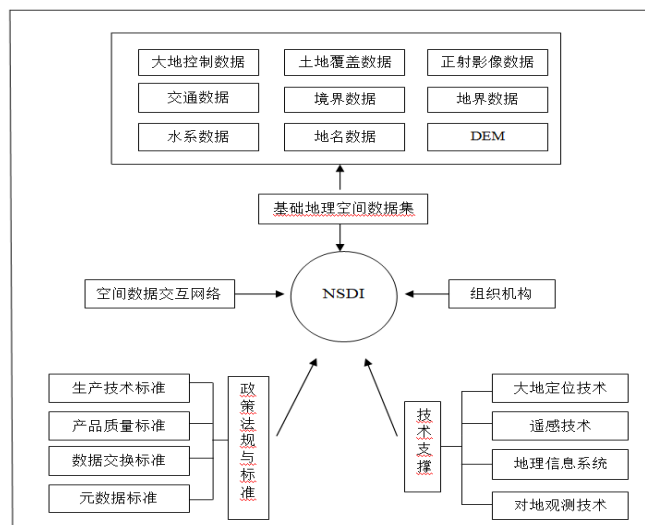 大地控制数据
土地覆盖数据
正射影像数据
交通数据
境界数据
地界数据
水系数据
地名数据
DEM
基础地理空间数据集
空间数据交互网络
NSDI
组织机构
生产技术标准
产品质量标准
数据交换标准
元数据标准
政策法规与标准
技术支撑
大地定位技术
遥感技术
地理信息系统
对地观测技术